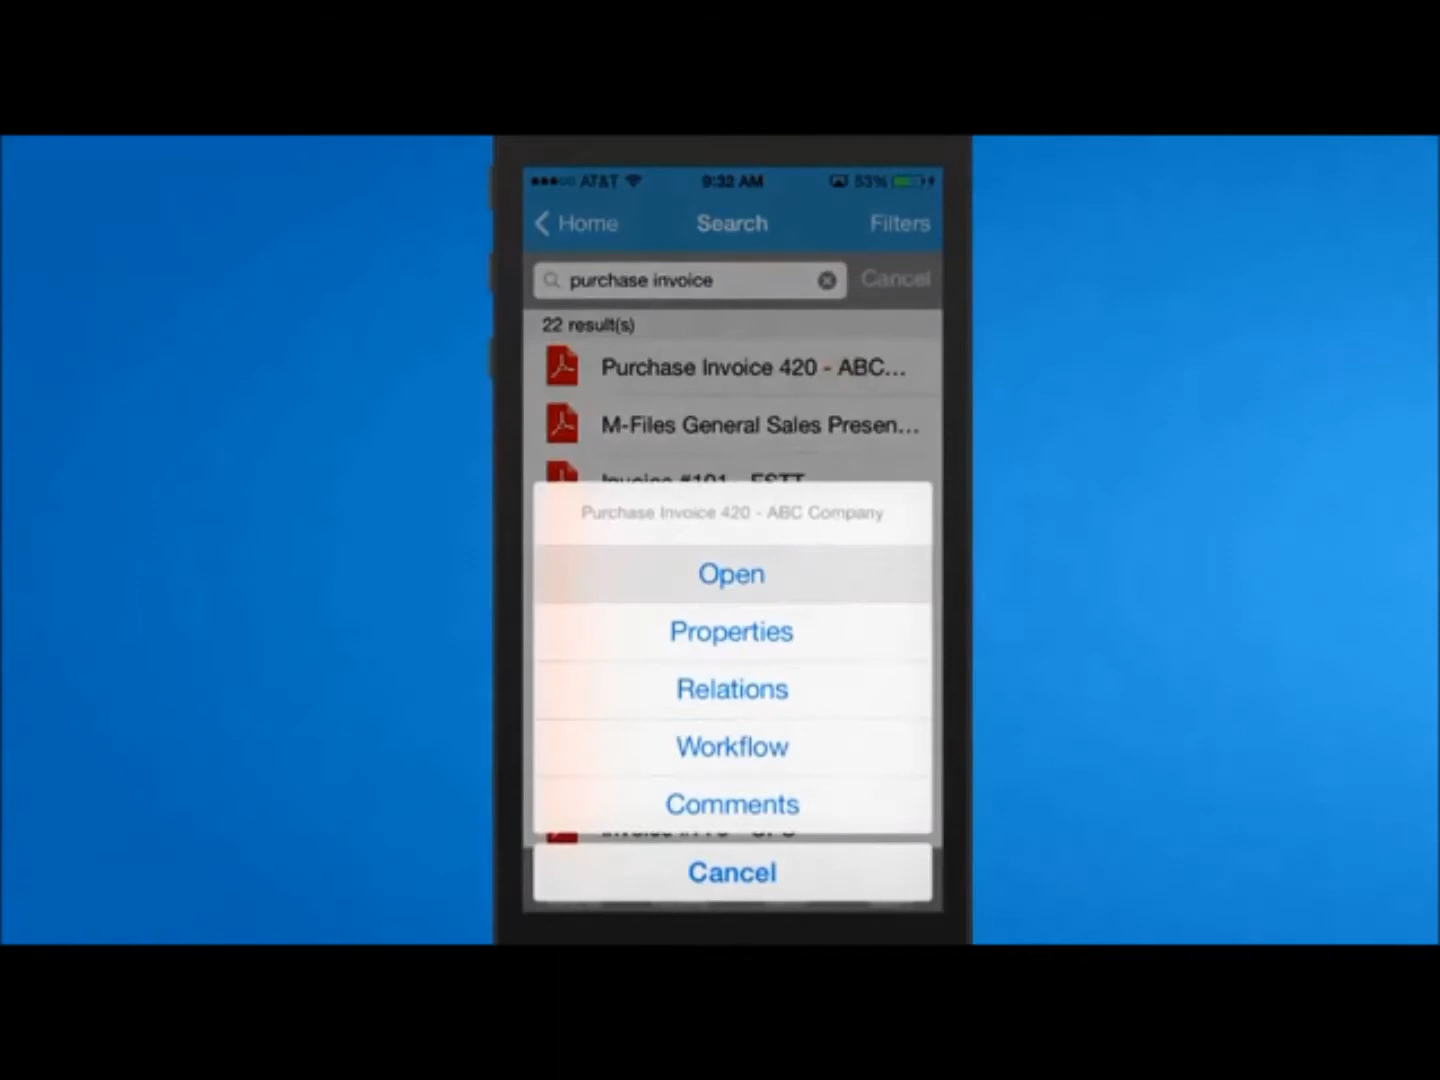 AT&T
9:32 AM
53%
Home
Search
Filters
purchase invoice
Cancel
22 result(s)
Purchase Invoice 420 - ABC...
M-Files General Sales Presen...
Invoice #101 - ESTT
Purchase Invoice 420 - ABC Company
Open
Properties
Relations
Workflow
Comments
Cancel